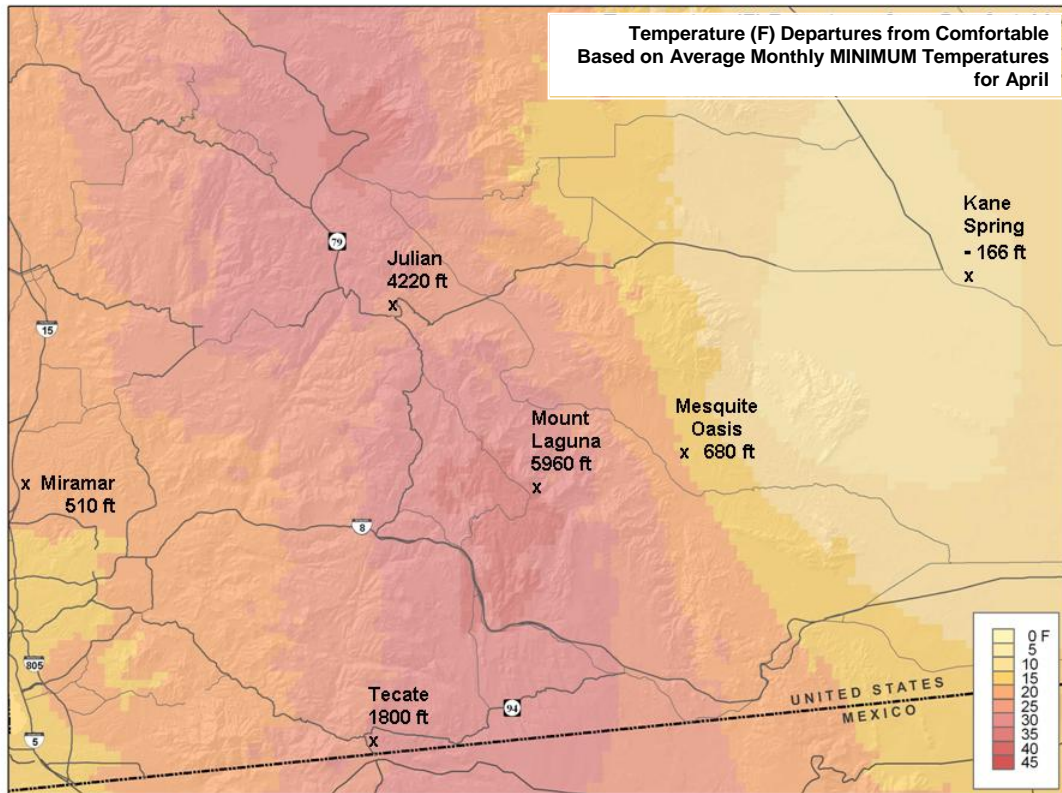 Temperature (F) Departures from Comfortable
Based on Average Monthly MINIMUM Temperatures
for April
Kane
Spring
- 166 ft
x
79
Julian
4220 ft
x
15
Mount
Laguna
5960 ft
x
Mesquite
Oasis
x 680 ft
x Miramar
510 ft
8
805
Tecate
1800 ft
x
94
5
UNITED STATES
MEXICO
0 F
5
10
15
20
25
30
35
40
45